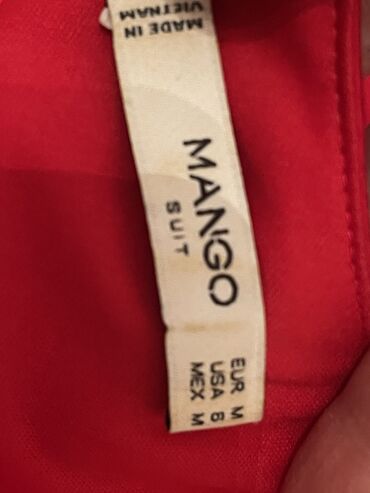 MADE IN
VIETNAM
MANGO
SUIT
EUR M
USA 6
MEX M